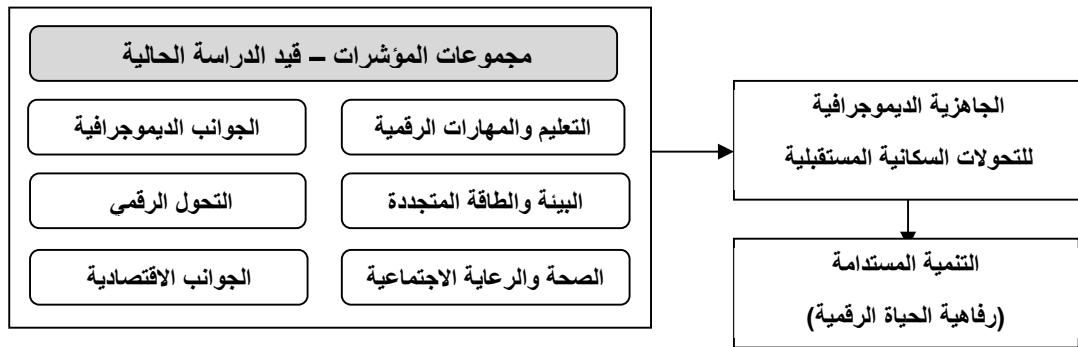 مجموعات المؤشرات – قيد الدراسة الحالية
الجوانب الديموجرافية
التعليم والمهارات الرقمية
التحول الرقمي
البيئة والطاقة المتجددة
الجوانب الاقتصادية
الصحة والرعاية الاجتماعية
الجاهزية الديموجرافية
للتحولات السكانية المستقبلية
التنمية المستدامة
(رفاهية الحياة الرقمية)